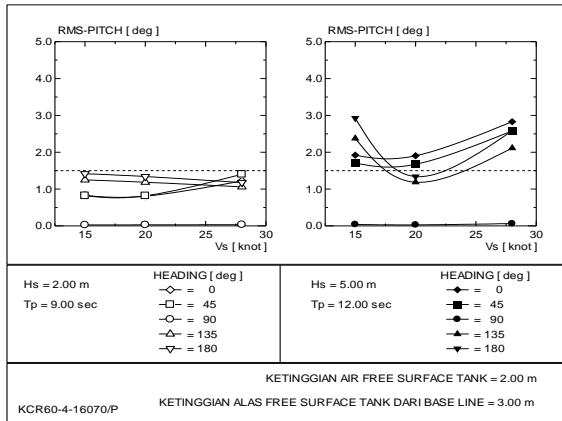 RMS-PITCH [ deg ]
5.0
4.0
3.0
2.0
1.0
0.0
15 20 25 30
Vs [ knot ]
RMS-PITCH [ deg ]
5.0
4.0
3.0
2.0
1.0
0.0
15 20 25 30
Vs [ knot ]
Hs = 2.00 m
Tp = 9.00 sec
HEADING [ deg ]
= 0
= 45
= 90
= 135
= 180
Hs = 5.00 m
Tp = 12.00 sec
HEADING [ deg ]
= 0
= 45
= 90
= 135
= 180
KETINGGIAN AIR FREE SURFACE TANK = 2.00 m
KCR60-4-16070/P
KETINGGIAN ALAS FREE SURFACE TANK DARI BASE LINE = 3.00 m